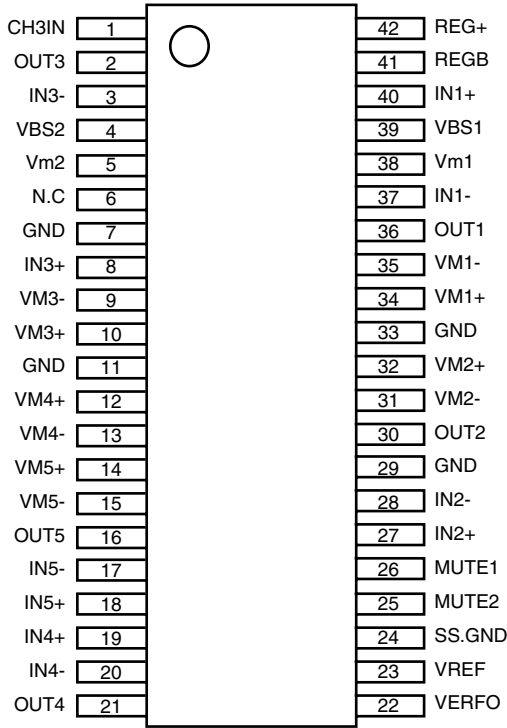 CH3IN 1 42 REG+
OUT3 2 41 REGB
IN3- 3 40 IN1+
VBS2 4 39 VBS1
Vm2 5 38 Vm1
N.C 6 37 IN1-
GND 7 36 OUT1
IN3+ 8 35 VM1-
VM3- 9 34 VM1+
VM3+ 10 33 GND
GND 11 32 VM2+
VM4+ 12 31 VM2-
VM4- 13 30 OUT2
VM5+ 14 29 GND
VM5- 15 28 IN2-
OUT5 16 27 IN2+
IN5- 17 26 MUTE1
IN5+ 18 25 MUTE2
IN4+ 19 24 SS.GND
IN4- 20 23 VREF
OUT4 21 22 VERFO